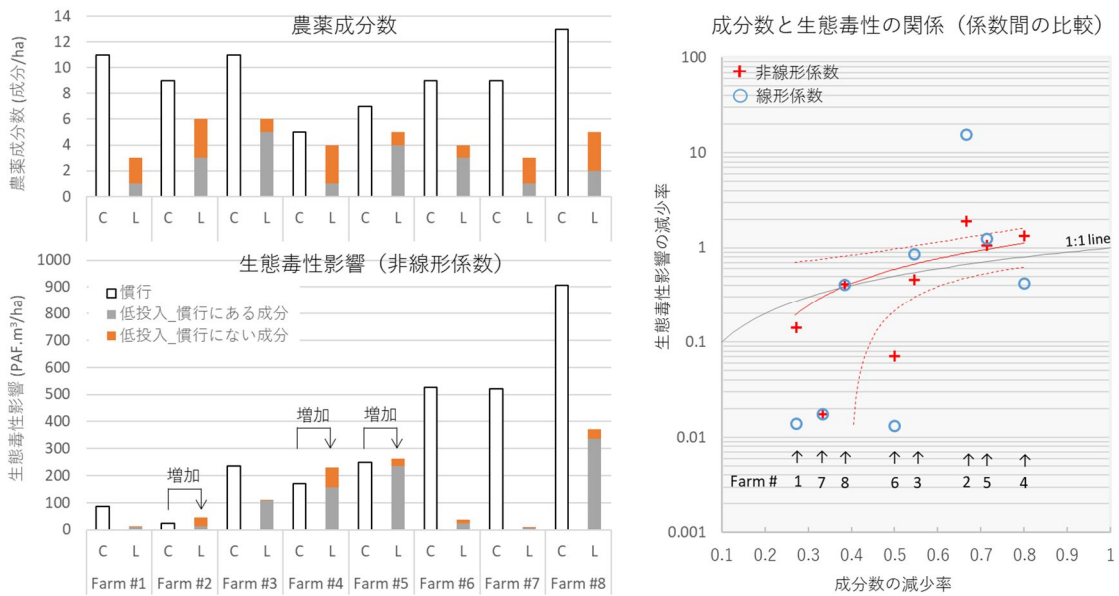 農薬成分数
農薬成分数 (成分/ha)
14
12
10
8
6
4
2
0
C L C L C L C L C L C L C L C L
生態毒性影響（非線形係数）
生態毒性影響 (PAF.m³/ha)
1000
900
800
700
600
500
400
300
200
100
0
慣行
低投入_慣行にある成分
低投入_慣行にない成分
増加
増加
増加
C L C L C L C L C L C L C L C L
Farm #1 Farm #2 Farm #3 Farm #4 Farm #5 Farm #6 Farm #7 Farm #8
成分数と生態毒性の関係（係数間の比較）
生態毒性影響の減少率
100
10
1
0.1
0.01
0.001
非線形係数
線形係数
1:1 line
Farm # 1 7 8 6 3 2 5 4
0.1 0.2 0.3 0.4 0.5 0.6 0.7 0.8 0.9 1
成分数の減少率